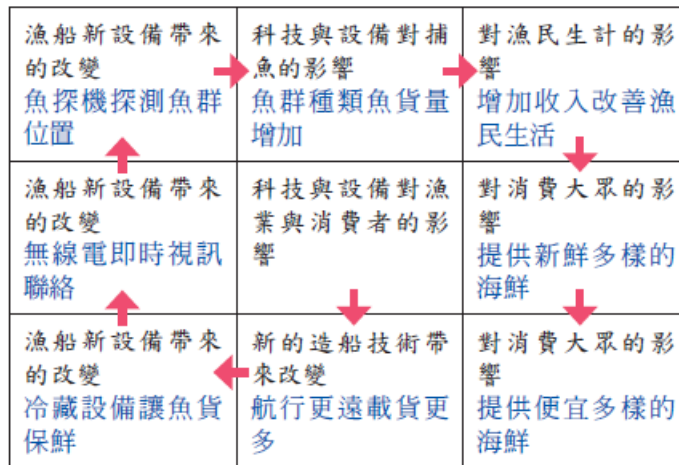 漁船新設備帶來
的改變
魚探機探測魚群
位置
科技與設備對捕
魚的影響
魚群種類魚貨量
增加
對漁民生計的影
響
增加收入改善漁
民生活
漁船新設備帶來
的改變
無線電即時視訊
聯絡
科技與設備對漁
業與消費者的影
響
對消費大眾的影
響
提供新鮮多樣的
海鮮
漁船新設備帶來
的改變
冷藏設備讓魚貨
保鮮
新的造船技術帶
來改變
航行更遠載貨更
多
對消費大眾的影
響
提供便宜多樣的
海鮮